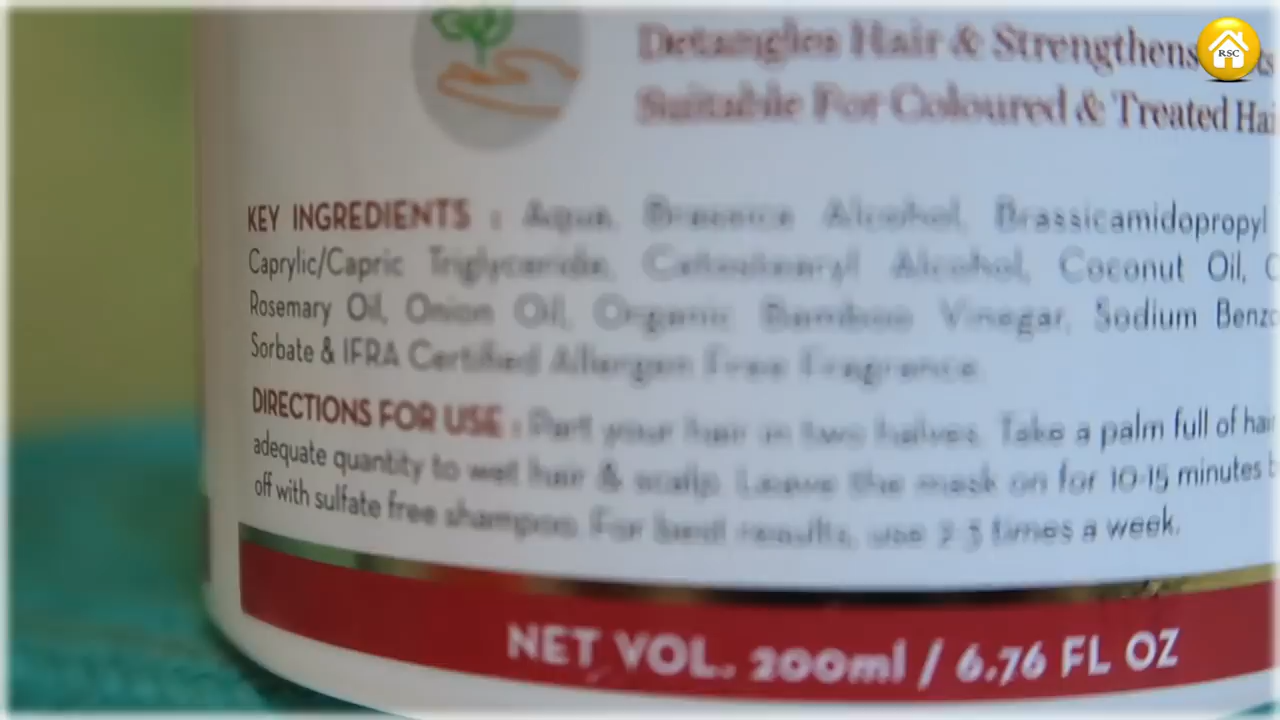 Detangles Hair & Strengthens
RSC
Suitable For Coloured & Treated Hai
KEY INGREDIENTS : Aqua, Brassica Alcohol, Brassicamidopropyl
Caprylic/Capric Triglyceride, Cetostearyl Alcohol, Coconut Oil,
Rosemary Oil, Onion Oil, Organic Bamboo Vinegar, Sodium Benzo
Sorbate & IFRA Certified Allergen Free Fragrance.
DIRECTIONS FOR USE : Part your hair in two halves. Take a palm full of hai
adequate quantity to wet hair & scalp. Leave the mask on for 10-15 minutes
off with sulfate free shampoo. For best results, use 2-3 times a week.
NET VOL. 200ml / 6.76 FL OZ